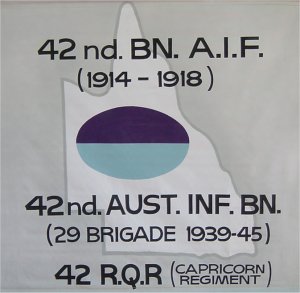 42 nd. BN. A.I.F.
(1914 - 1918)
42nd. AUST. INF. BN.
(29 BRIGADE 1939-45)
42 R.Q.R (CAPRICORN
REGIMENT)